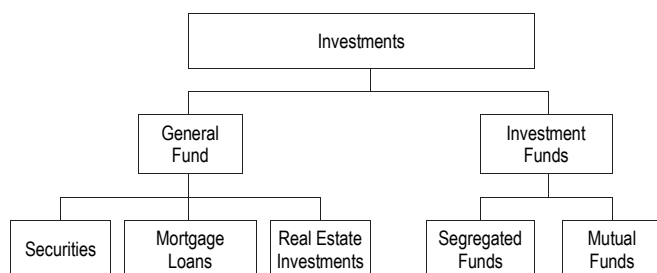 Investments
General
Fund
Investment
Funds
Securities
Mortgage
Loans
Real Estate
Investments
Segregated
Funds
Mutual
Funds